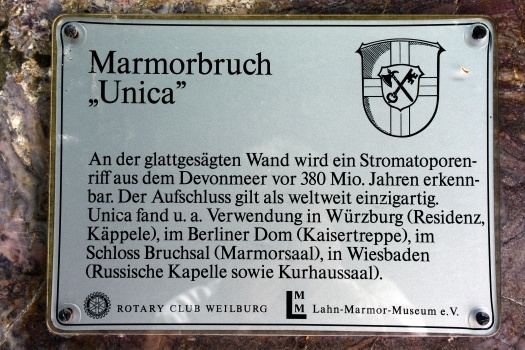 Marmorbruch
„Unica”
An der glattgesägten Wand wird ein Stromatoporen-
riff aus dem Devonmeer vor 380 Mio. Jahren erkenn-
bar. Der Aufschluss gilt als weltweit einzigartig.
Unica fand u. a. Verwendung in Würzburg (Residenz,
Käppele), im Berliner Dom (Kaisertreppe), im
Schloss Bruchsal (Marmorsaal), in Wiesbaden
(Russische Kapelle sowie Kurhaussaal).
ROTARY CLUB WEILBURG
LMM Lahn-Marmor-Museum e.V.